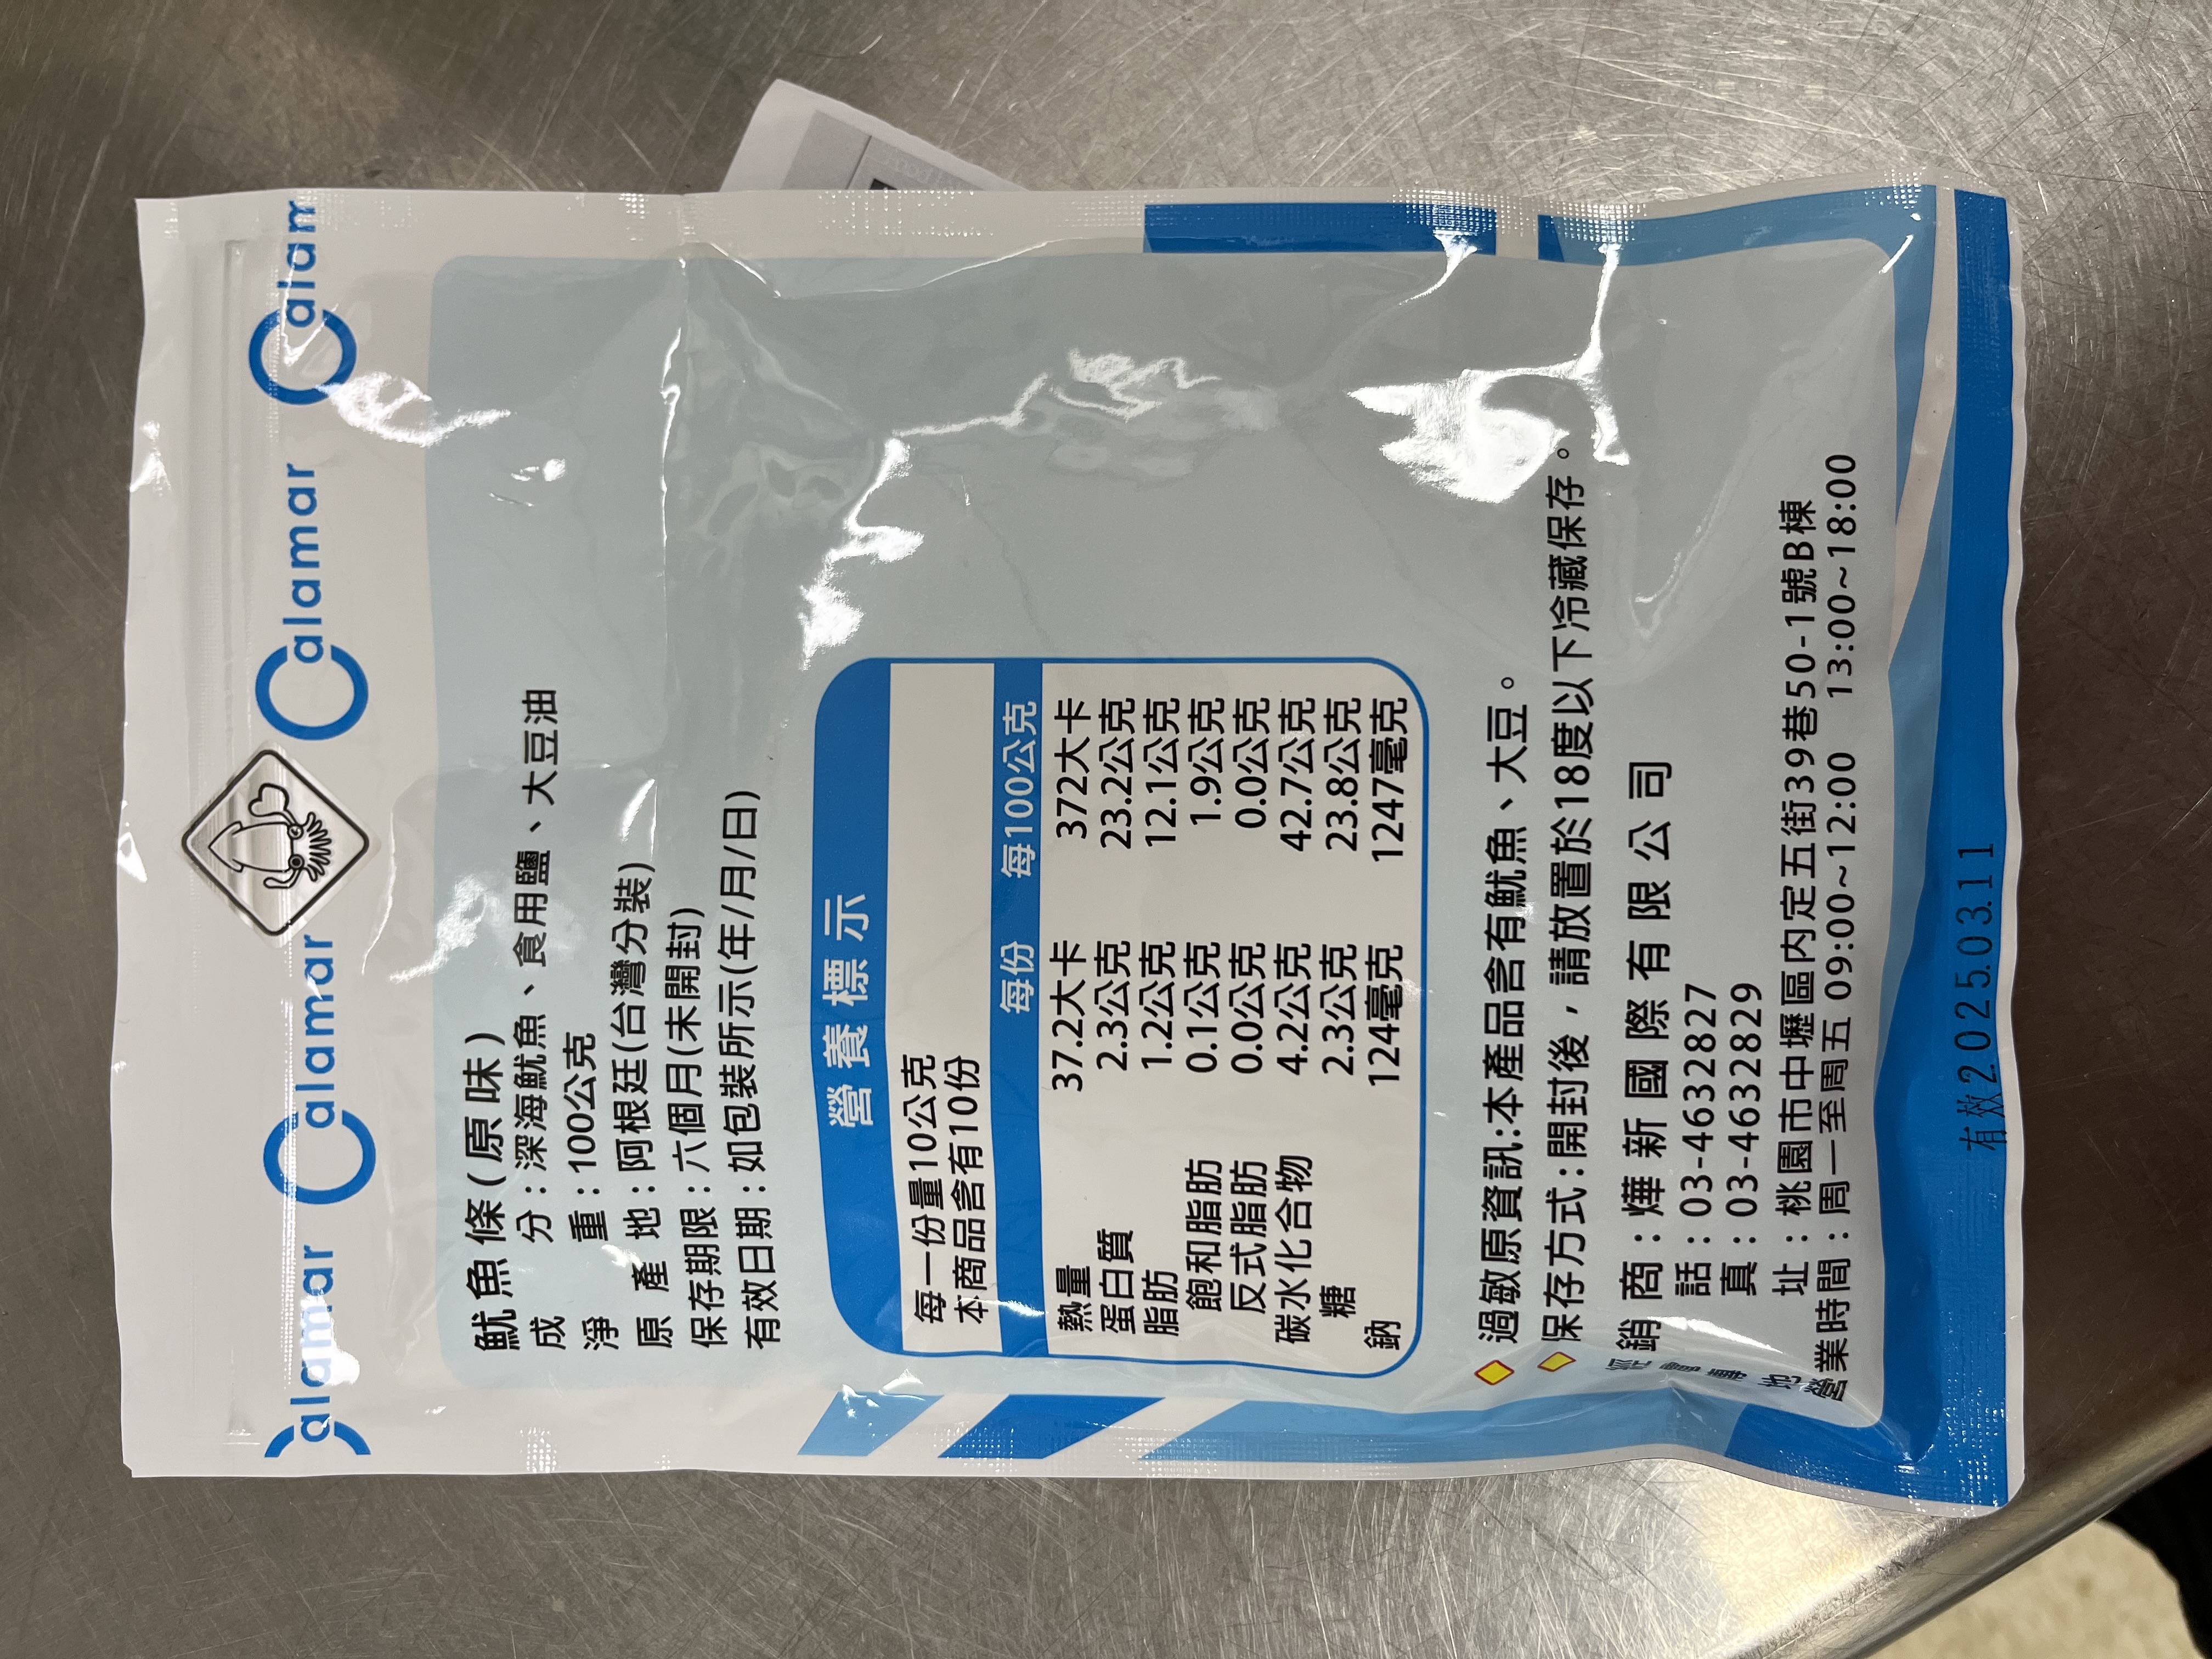 Calamar Calamar Calamar Calam
魷魚條(原味)
成分:深海魷魚、食用鹽、大豆油
淨重:100公克
原產地:阿根廷(台灣分裝)
保存期限:六個月(未開封)
有效日期:如包裝所示(年/月/日)
營養標示
每一份量10公克
本商品含有10份
每份 每100公克
熱量 37.2大卡 372大卡
蛋白質 2.3公克 23.2公克
脂肪 1.2公克 12.1公克
飽和脂肪 0.1公克 1.9公克
反式脂肪 0.0公克 0.0公克
碳水化合物 4.2公克 42.7公克
糖 2.3公克 23.8公克
鈉 124毫克 1247毫克
過敏原資訊:本產品含有魷魚、大豆。
保存方式:開封後,請放置於18度以下冷藏保存。
經銷商:燁新國際有限公司
電話:03-4632827
傳真:03-4632829
地址:桃園市中壢區内定五街39巷50-1號B棟
營業時間:周一至周五 09:00~12:00 13:00~18:00
有效2025.03.11